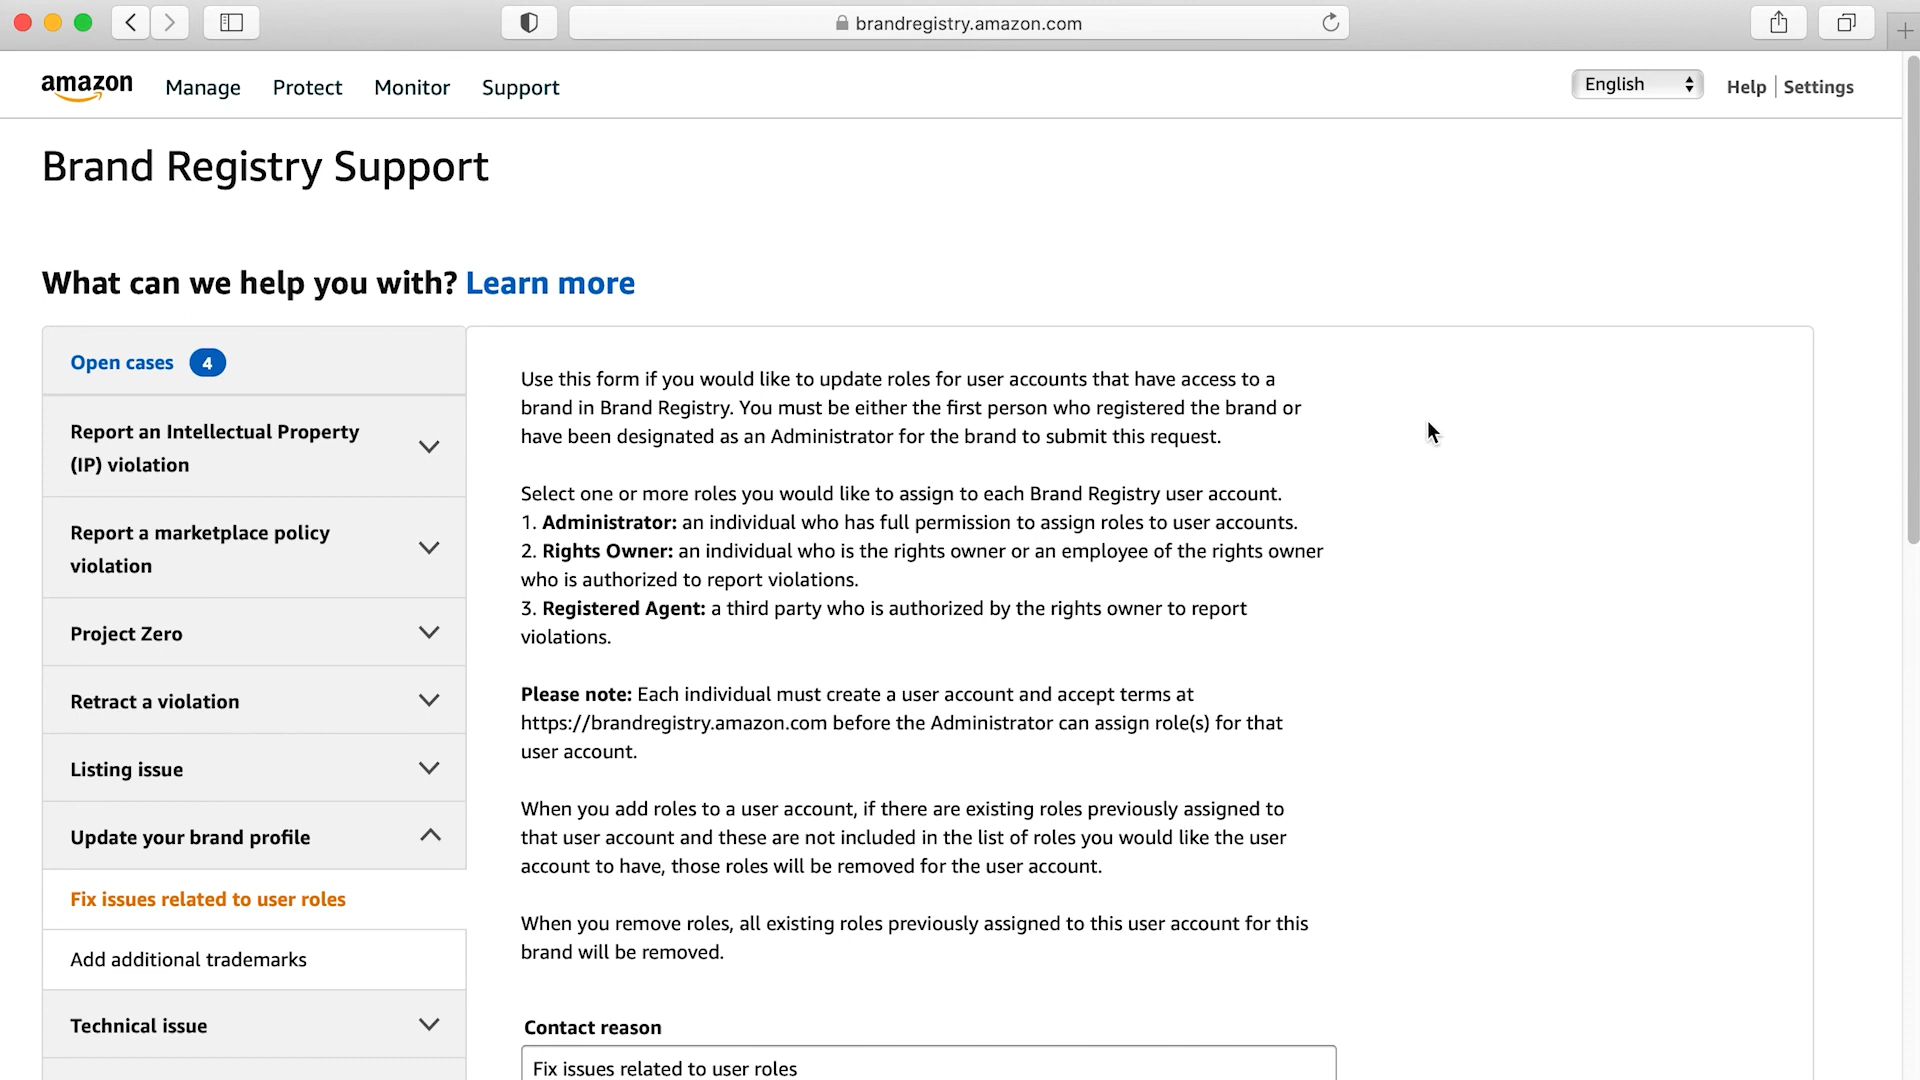 brandregistry.amazon.com
amazon Manage Protect Monitor Support English Help Settings
Brand Registry Support
What can we help you with? Learn more
Open cases 4
Report an Intellectual Property
(IP) violation
Report a marketplace policy
violation
Project Zero
Retract a violation
Listing issue
Update your brand profile
Fix issues related to user roles
Add additional trademarks
Technical issue
Use this form if you would like to update roles for user accounts that have access to a
brand in Brand Registry. You must be either the first person who registered the brand or
have been designated as an Administrator for the brand to submit this request.
Select one or more roles you would like to assign to each Brand Registry user account.
1. Administrator: an individual who has full permission to assign roles to user accounts.
2. Rights Owner: an individual who is the rights owner or an employee of the rights owner
who is authorized to report violations.
3. Registered Agent: a third party who is authorized by the rights owner to report
violations.
Please note: Each individual must create a user account and accept terms at
https://brandregistry.amazon.com before the Administrator can assign role(s) for that
user account.
When you add roles to a user account, if there are existing roles previously assigned to
that user account and these are not included in the list of roles you would like the user
account to have, those roles will be removed for the user account.
When you remove roles, all existing roles previously assigned to this user account for this
brand will be removed.
Contact reason
Fix issues related to user roles